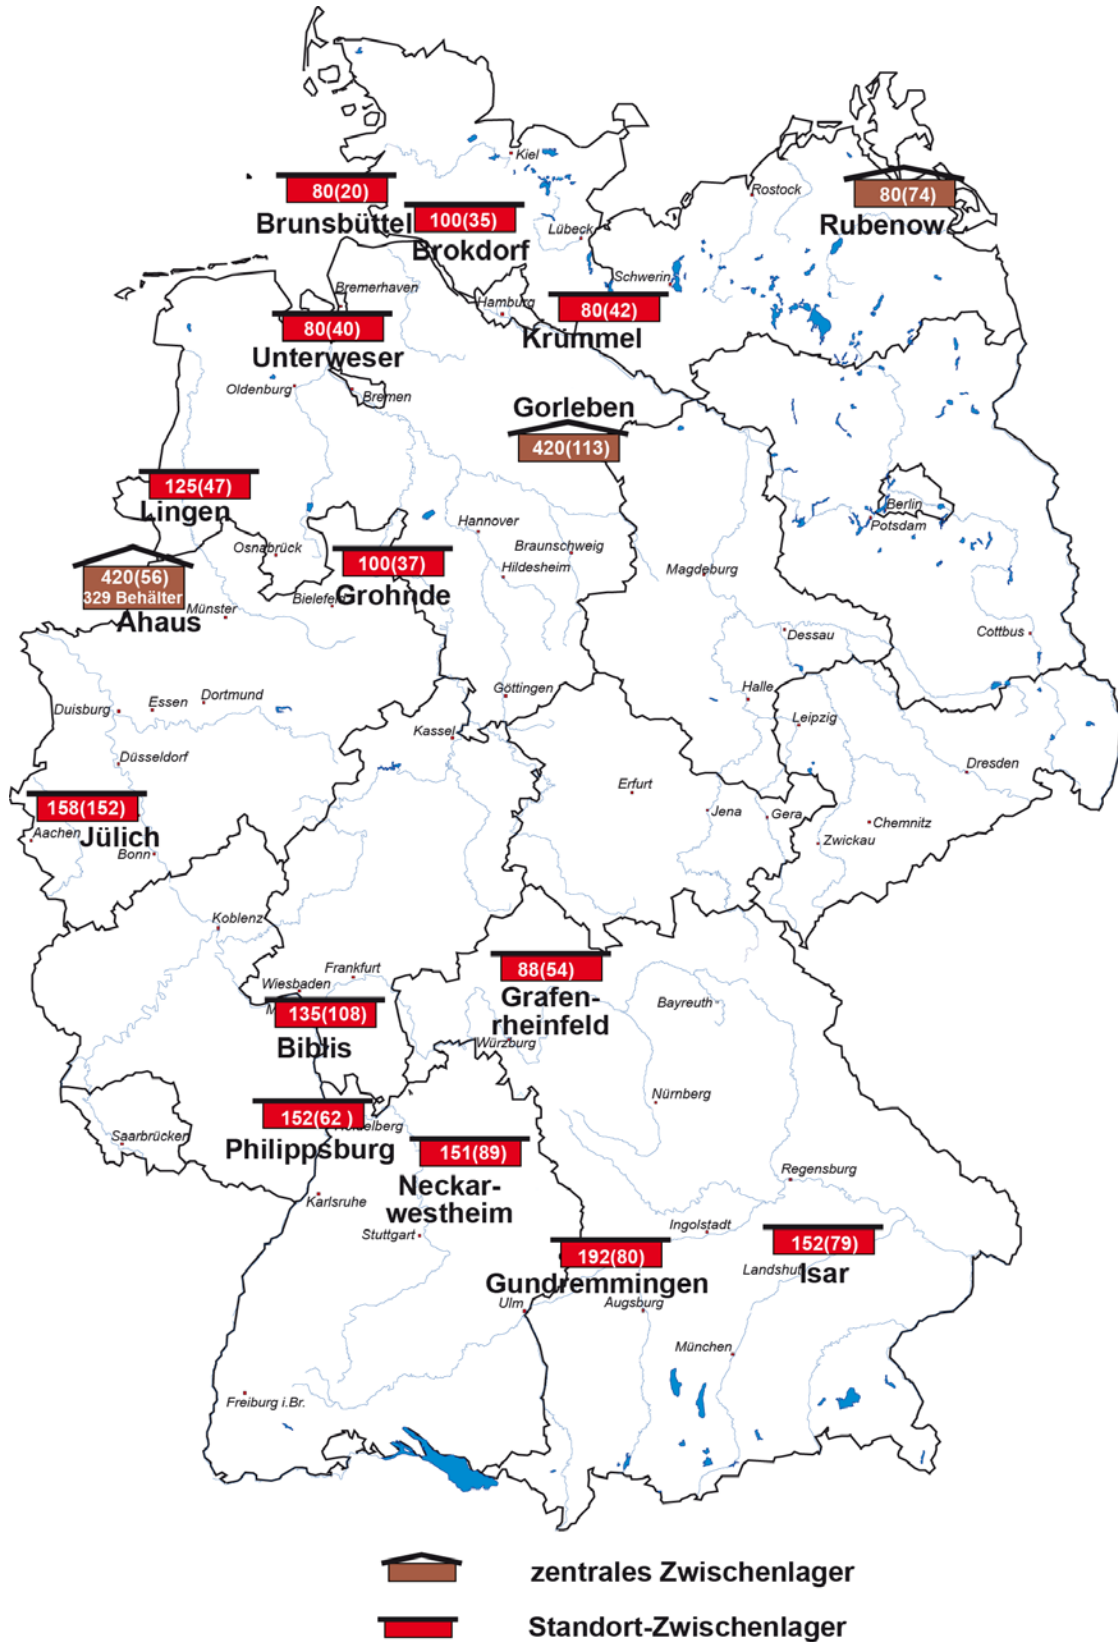 Kiel
80(20)
Brunsbüttel
100(35)
Brokdorf
Rostock
80(74)
Rubenow
Lübeck
Schwerin
Bremerhaven
Hamburg
80(42)
Krümmel
80(40)
Unterweser
Oldenburg
Bremen
Gorleben
420(113)
125(47)
Lingen
Hannover
Berlin
Potsdam
Osnabrück
Braunschweig
100(37)
Hildesheim
Magdeburg
420(56)
329 Behälter
Ahaus
Bielefeld
Grohnde
Münster
Dessau
Cottbus
Göttingen
Halle
Dortmund
Essen
Duisburg
Leipzig
Kassel
Düsseldorf
Dresden
Erfurt
158(152)
Jülich
Aachen
Bonn
Jena
Gera
Chemnitz
Zwickau
Koblenz
Frankfurt
88(54)
Grafen-
rheinfeld
Wiesbaden
M
135(108)
Biblis
Bayreuth
Würzburg
Nürnberg
152(62 )
Heidelberg
Philippsburg
Saarbrücken
151(89)
Neckar-
westheim
Karlsruhe
Regensburg
Stuttgart
Ingolstadt
152(79)
Isar
Landshut
192(80)
Gundremmingen
Ulm
Augsburg
München
Freiburg i.Br.
zentrales Zwischenlager
Standort-Zwischenlager